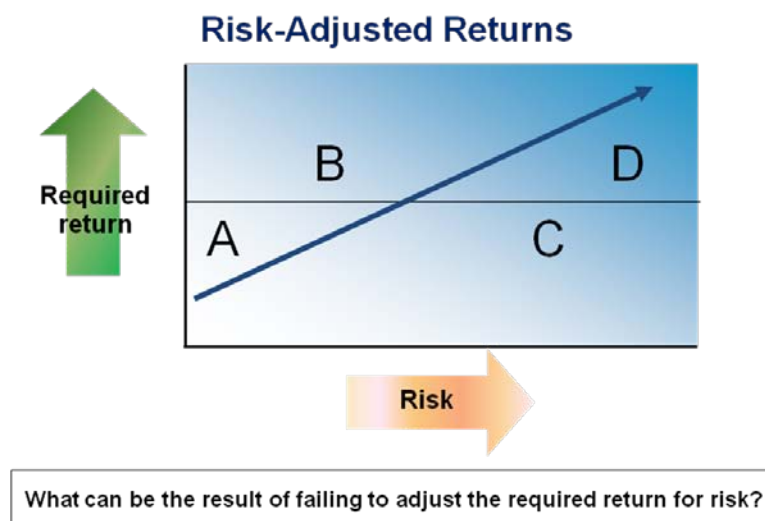 Risk-Adjusted Returns
B
D
Required
return
A
C
Risk
What can be the result of failing to adjust the required return for risk?